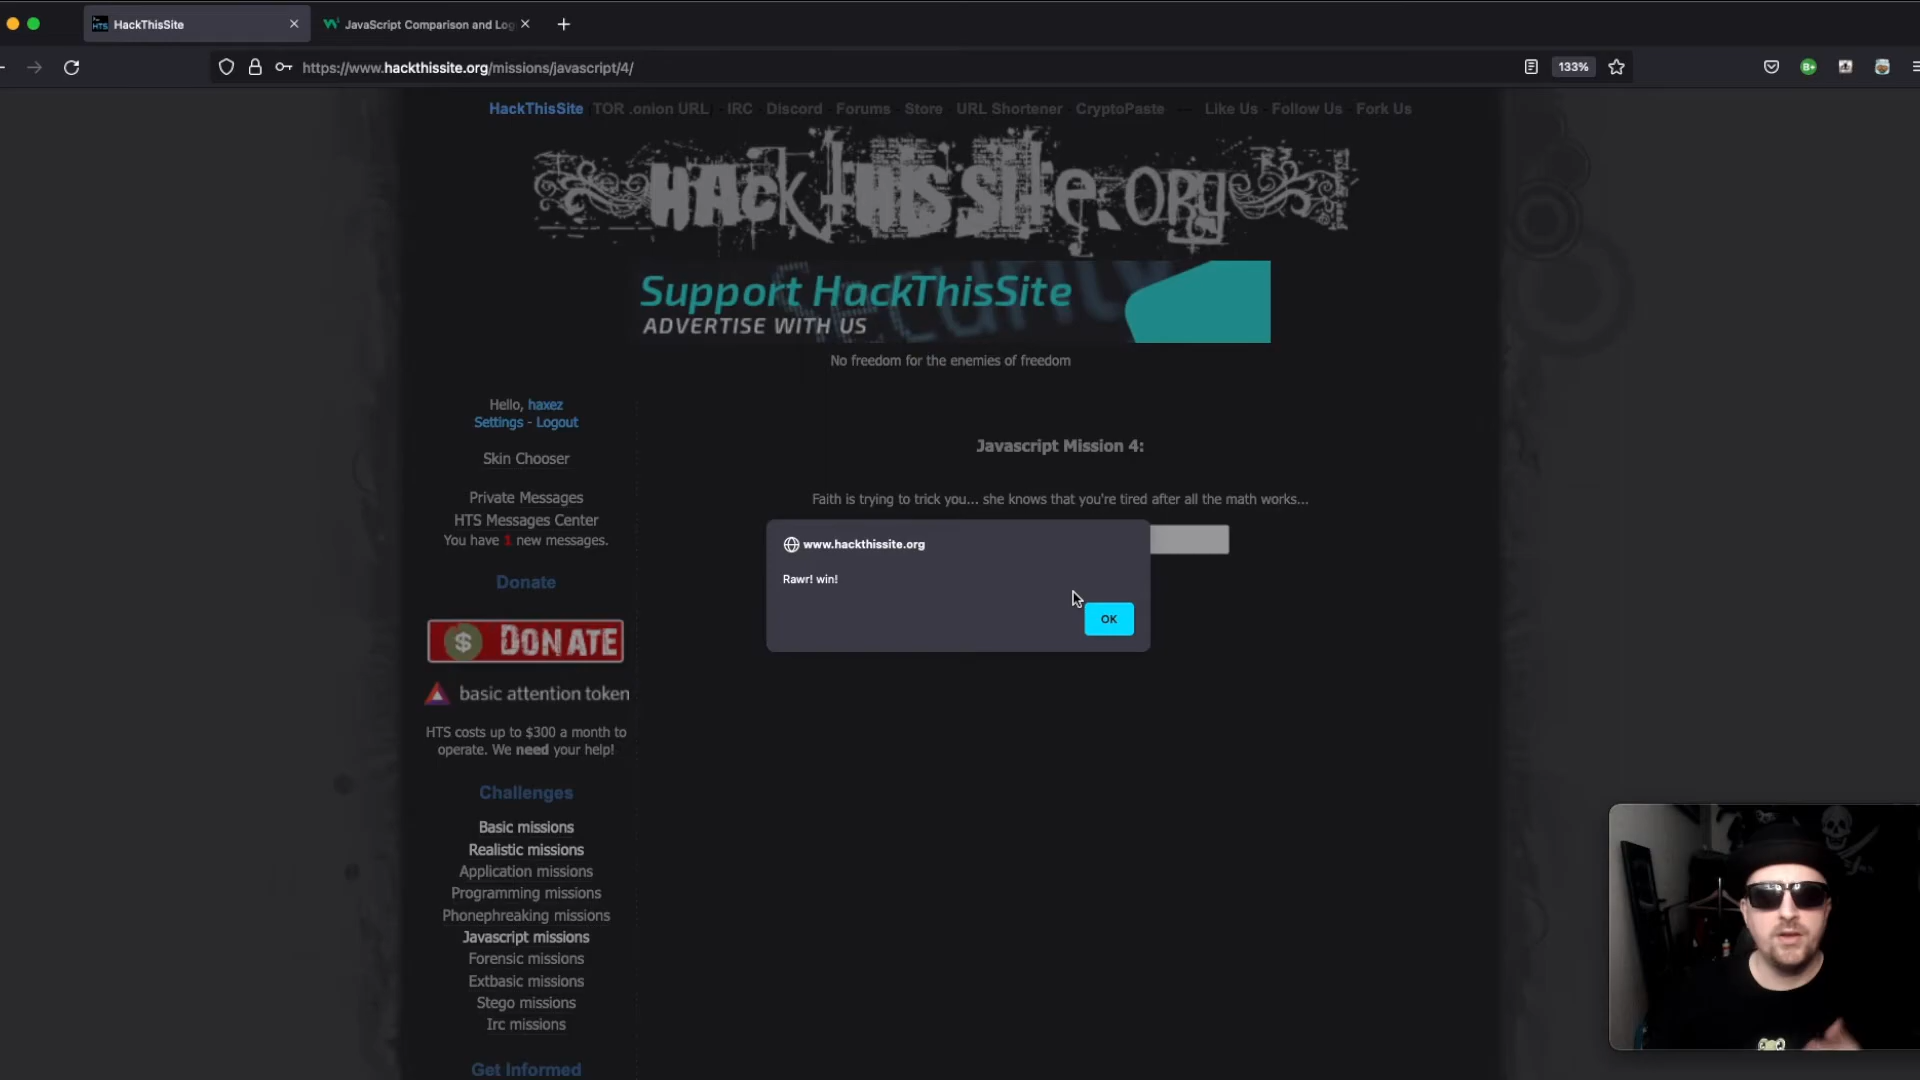 HackThisSite
JavaScript Comparison and Log
https://www.hackthissite.org/missions/javascript/4/
133%
HackThisSite TOR .onion URL - IRC - Discord - Forums - Store - URL Shortener - CryptoPaste — Like Us - Follow Us - Fork Us
HAck tHIS SItE.ORg
Support HackThisSite
ADVERTISE WITH US
No freedom for the enemies of freedom
Hello, haxez
Settings - Logout
Skin Chooser
Private Messages
HTS Messages Center
You have 1 new messages.
Donate
$ DONATE
basic attention token
HTS costs up to $300 a month to
operate. We need your help!
Challenges
Basic missions
Realistic missions
Application missions
Programming missions
Phonephreaking missions
Javascript missions
Forensic missions
Extbasic missions
Stego missions
Irc missions
Get Informed
Javascript Mission 4:
Faith is trying to trick you... she knows that you're tired after all the math works...
www.hackthissite.org
Rawr! win!
OK